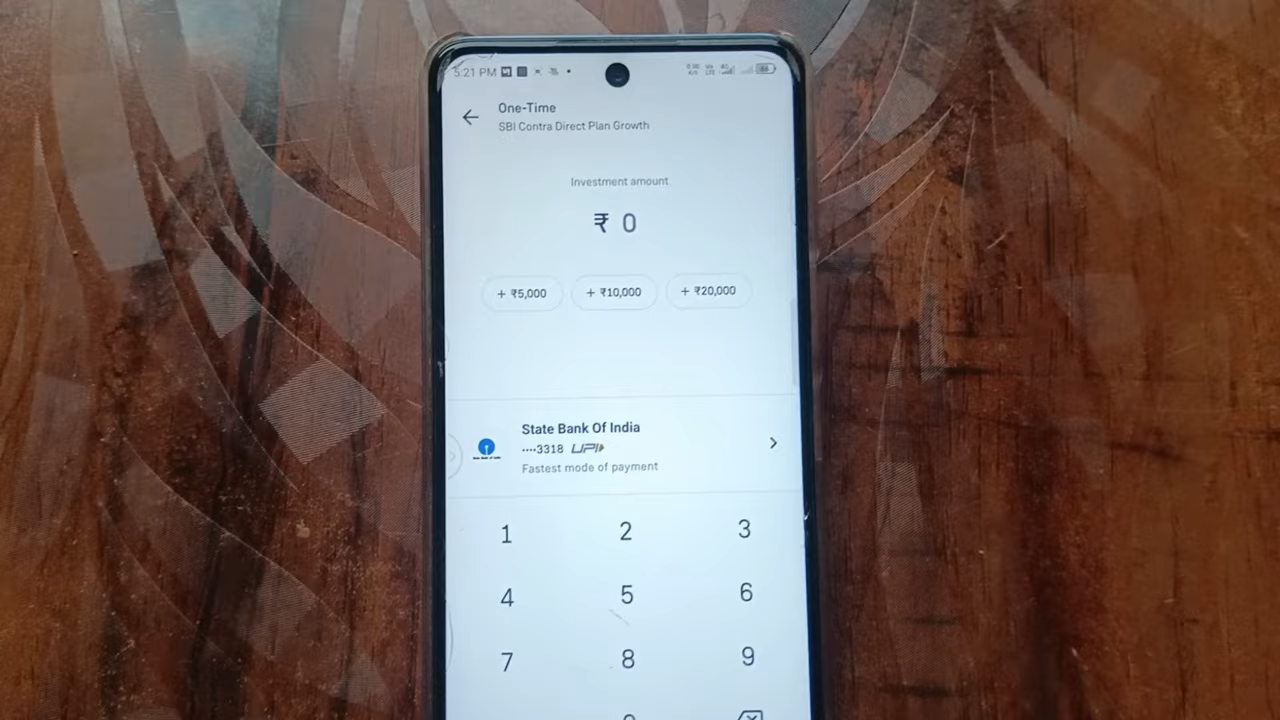 5:21 PM
One-Time
SBI Contra Direct Plan Growth
Investment amount
₹ 0
+ ₹5,000 + ₹10,000 + ₹20,000
State Bank Of India
····3318 UPI
Fastest mode of payment
1 2 3
4 5 6
7 8 9